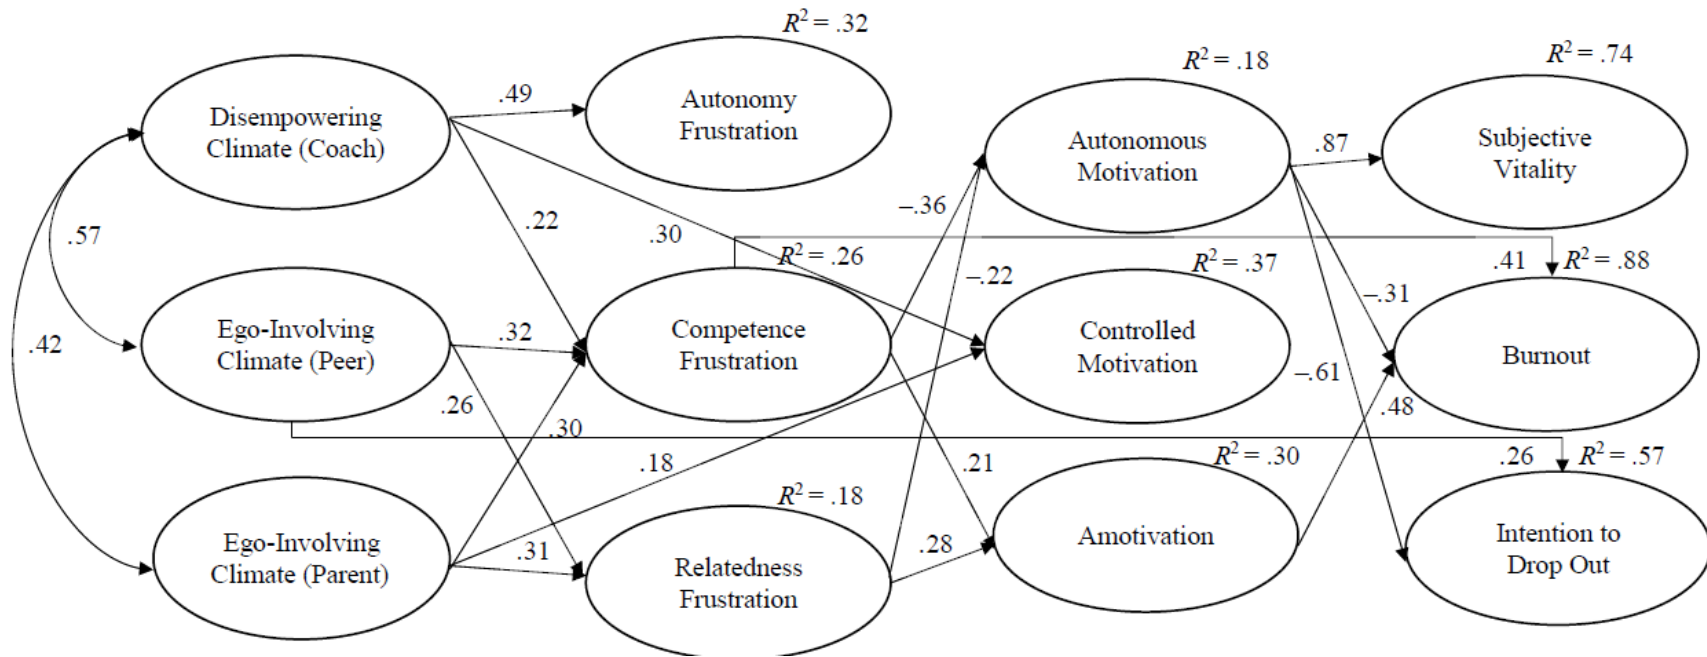 R² = .32
R² = .18
R² = .74
Disempowering
Climate (Coach)
.49
Autonomy
Frustration
Autonomous
Motivation
.87
Subjective
Vitality
.57
.22
.30
–.36
–.22
R² = .26
R² = .37
.41
R² = .88
–.31
Ego-Involving
Climate (Peer)
.32
Competence
Frustration
Controlled
Motivation
Burnout
.42
–.61
.26
.30
.48
.18
.21
R² = .30
.26
R² = .57
R² = .18
Ego-Involving
Climate (Parent)
.31
Relatedness
Frustration
.28
Amotivation
Intention to
Drop Out